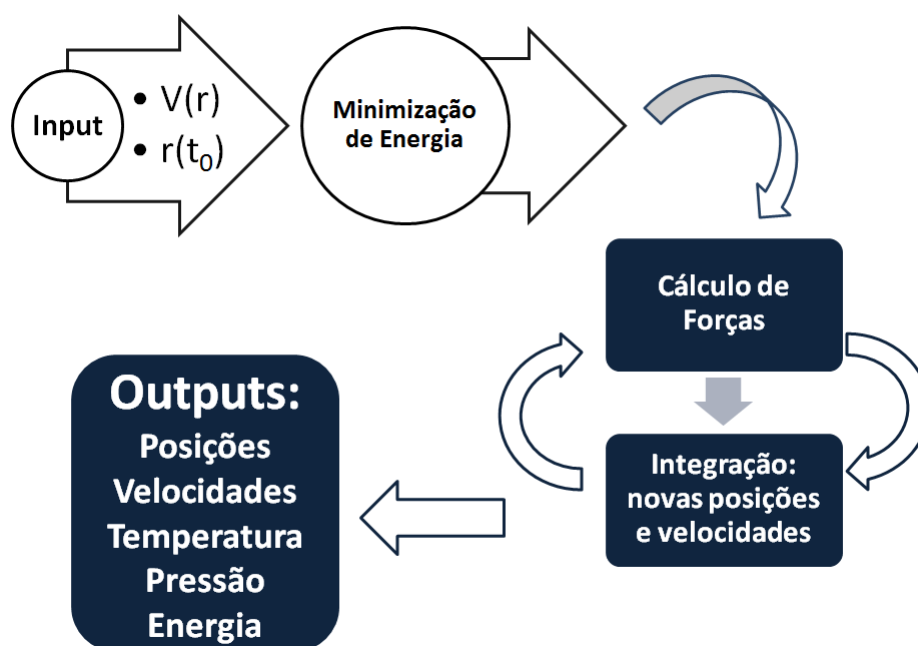 Input
• V(r)
• r(t₀)
Minimização
de Energia
Cálculo de
Forças
Integração:
novas posições
e velocidades
Outputs:
Posições
Velocidades
Temperatura
Pressão
Energia